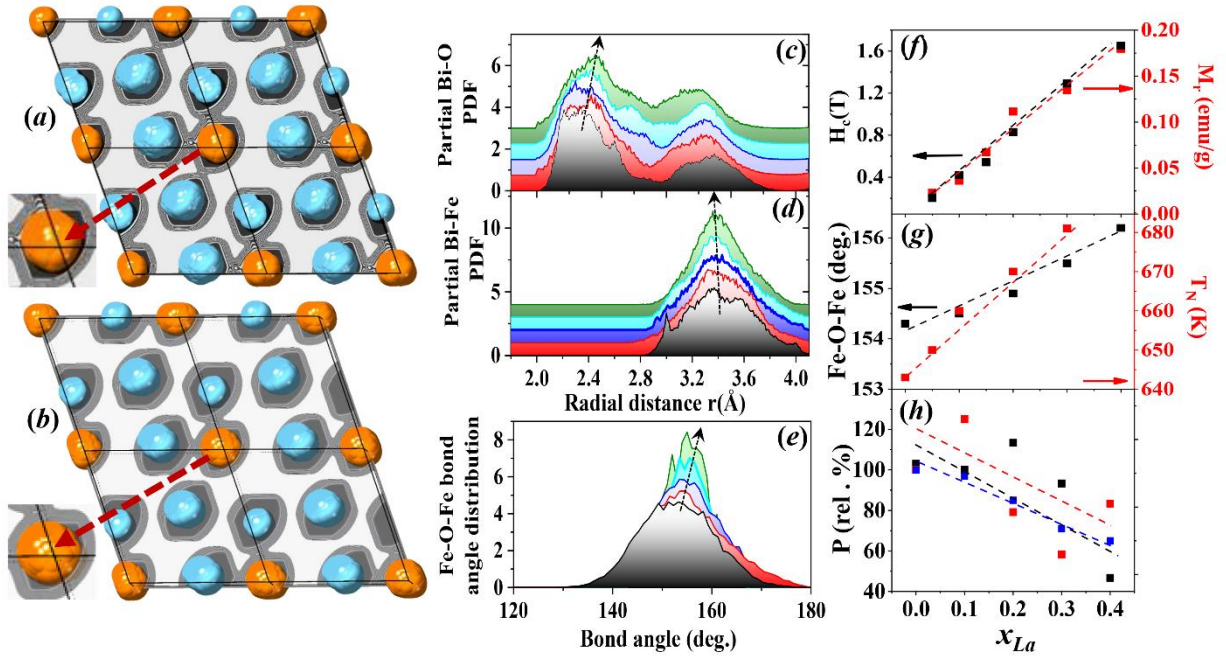 (a)
(b)
(c)
Partial Bi-O
PDF
6
4
2
0
(d)
Partial Bi-Fe
PDF
10
5
0
1.8 2.4 3.0 3.6 4.1
Radial distance r(Å)
(e)
Fe-O-Fe bond
angle distribution
8
6
4
2
0
120 140 160 180
Bond angle (deg.)
(f)
H_c(T)
1.6
1.2
0.8
0.4
0.20
0.15
0.10
0.05
0.00
M_r (emu/g)
(g)
Fe-O-Fe (deg.)
156
155
154
153
680
670
660
650
640
T_N (K)
(h)
P (rel . %)
120
100
80
60
40
0.0 0.1 0.2 0.3 0.4
x_La